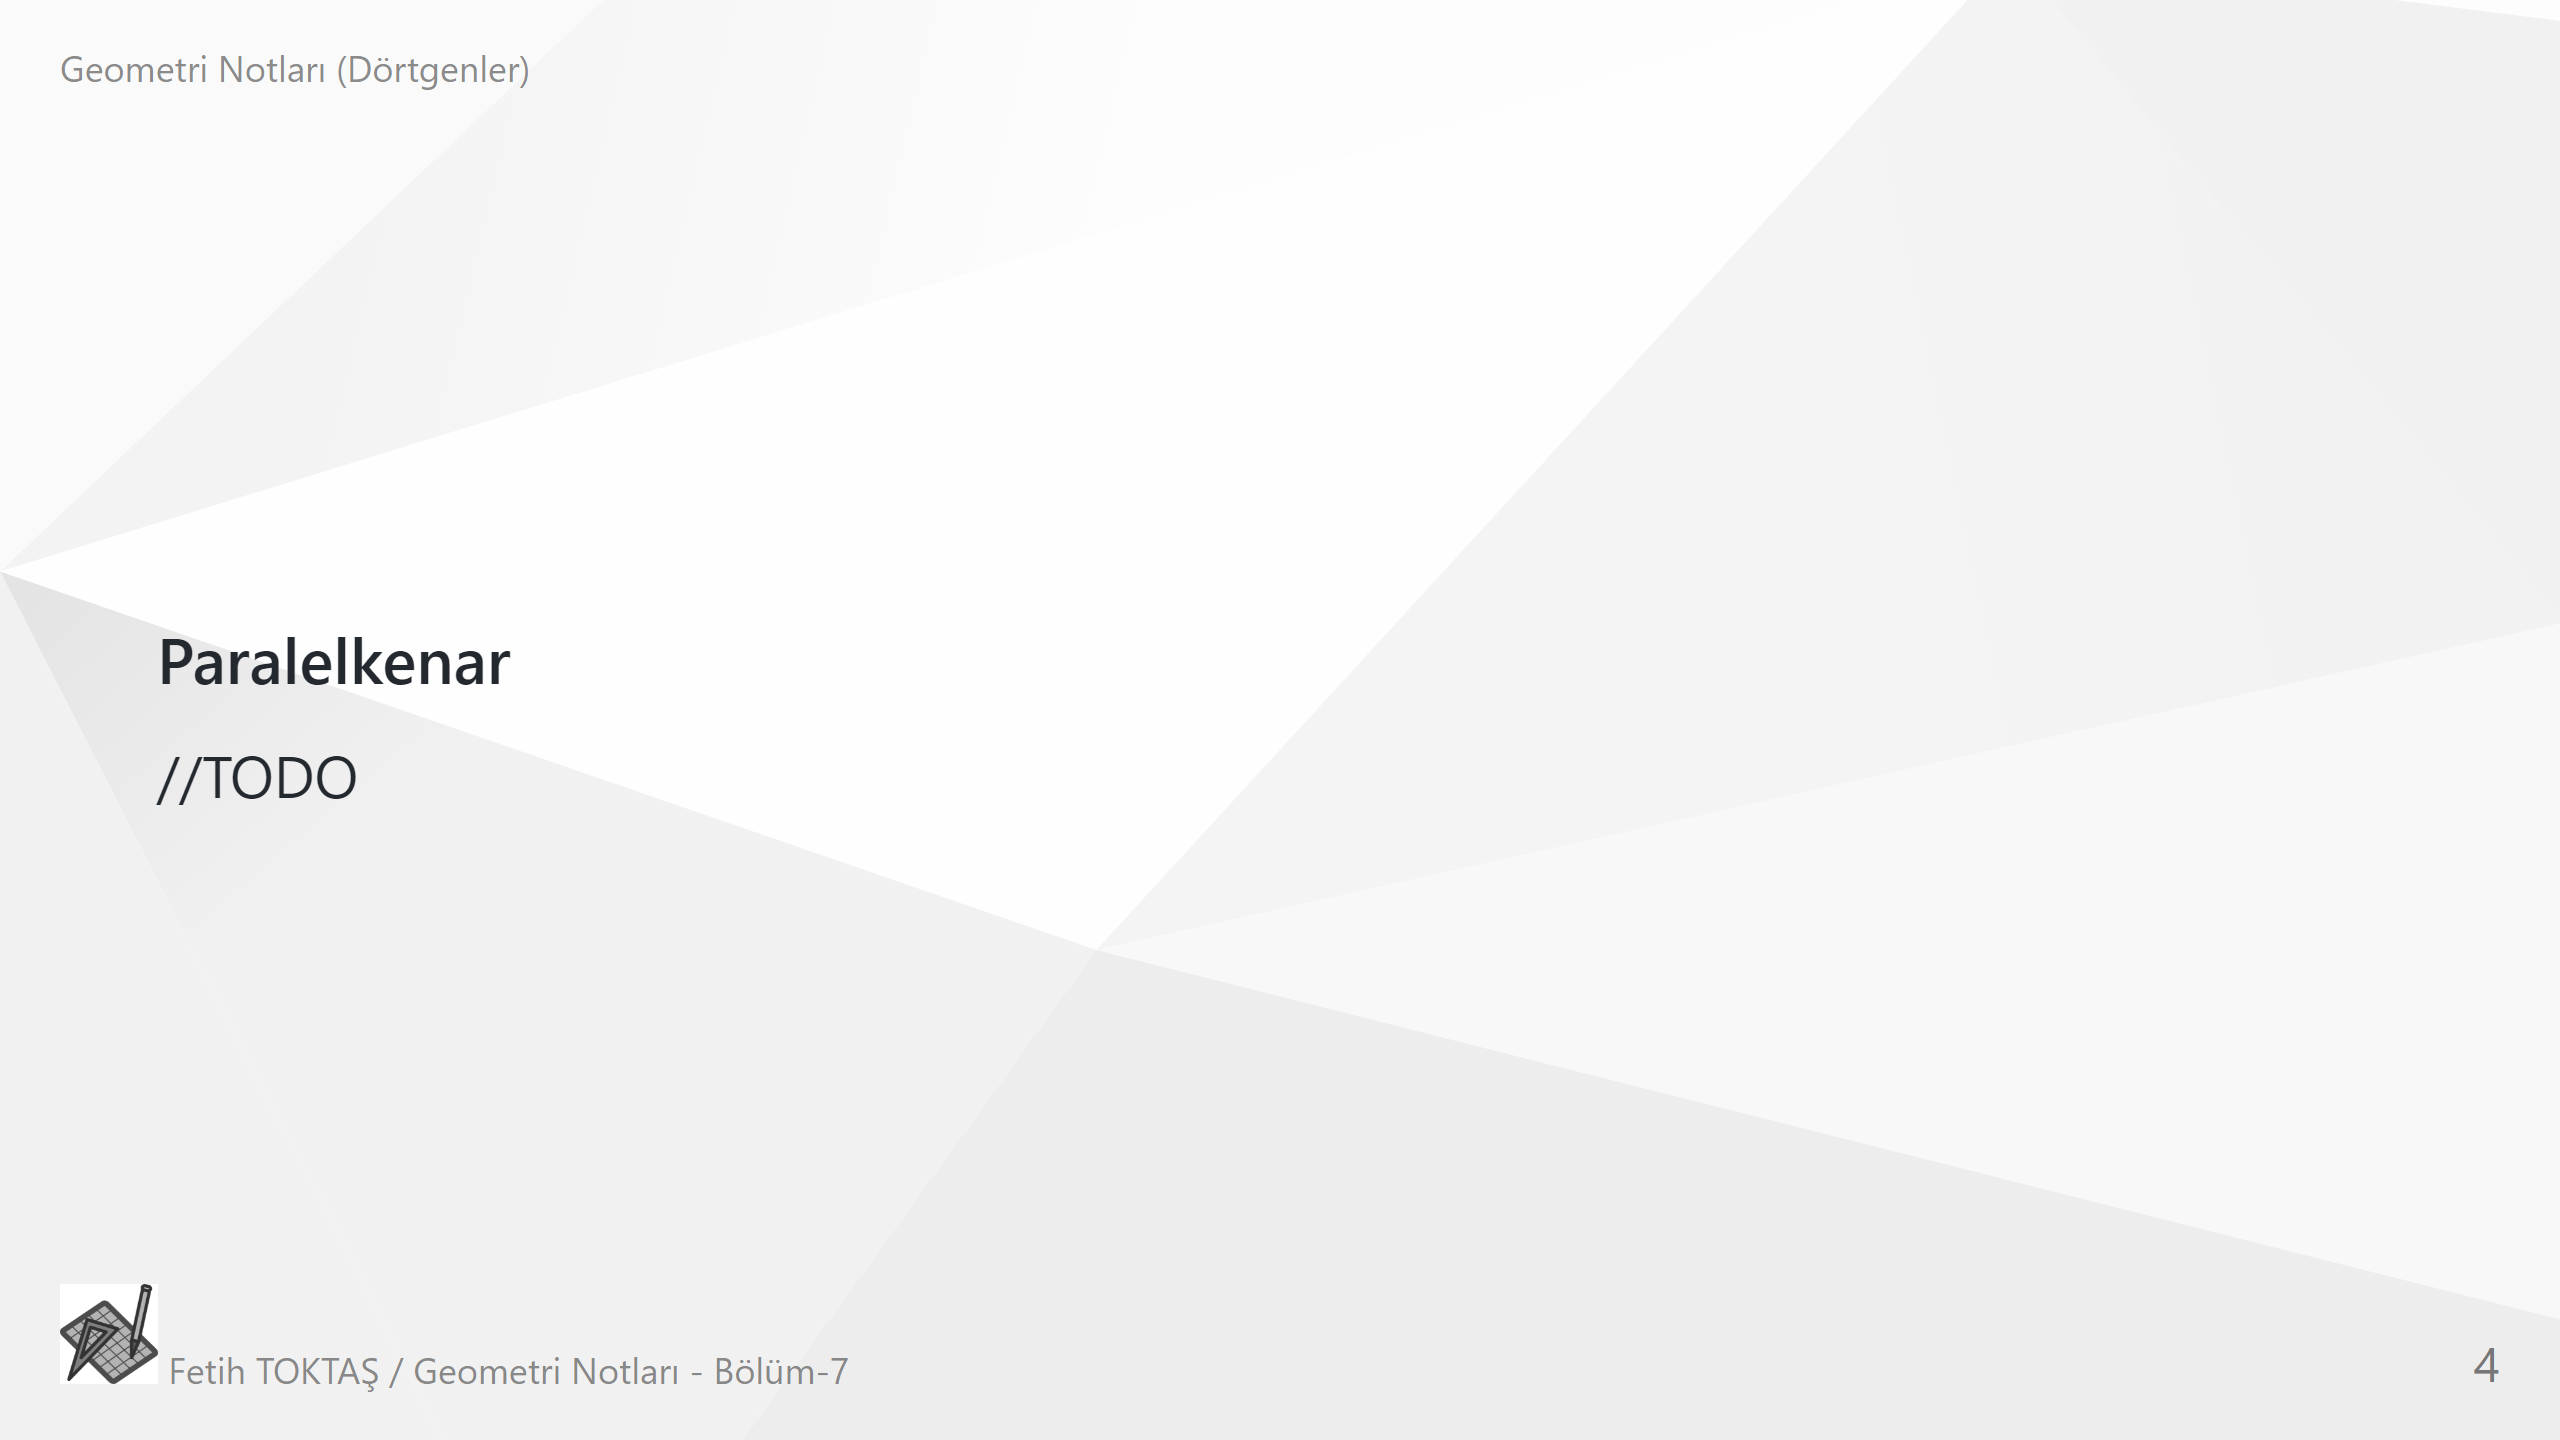 Geometri Notları (Dörtgenler)
Paralelkenar
//TODO
Fetih TOKTAŞ / Geometri Notları - Bölüm-7
4